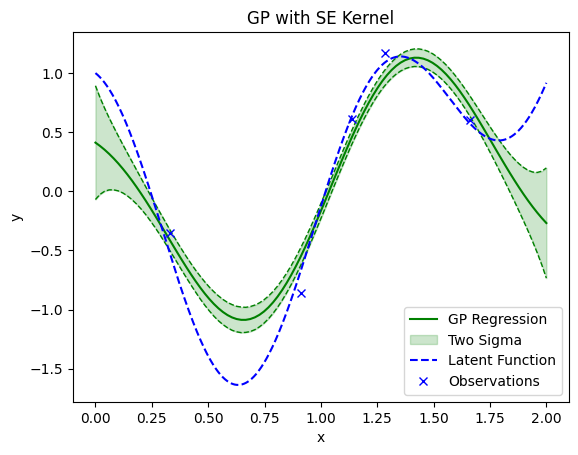 GP with SE Kernel
y
1.0
0.5
0.0
−0.5
−1.0
−1.5
GP Regression
Two Sigma
Latent Function
Observations
0.00 0.25 0.50 0.75 1.00 1.25 1.50 1.75 2.00
x